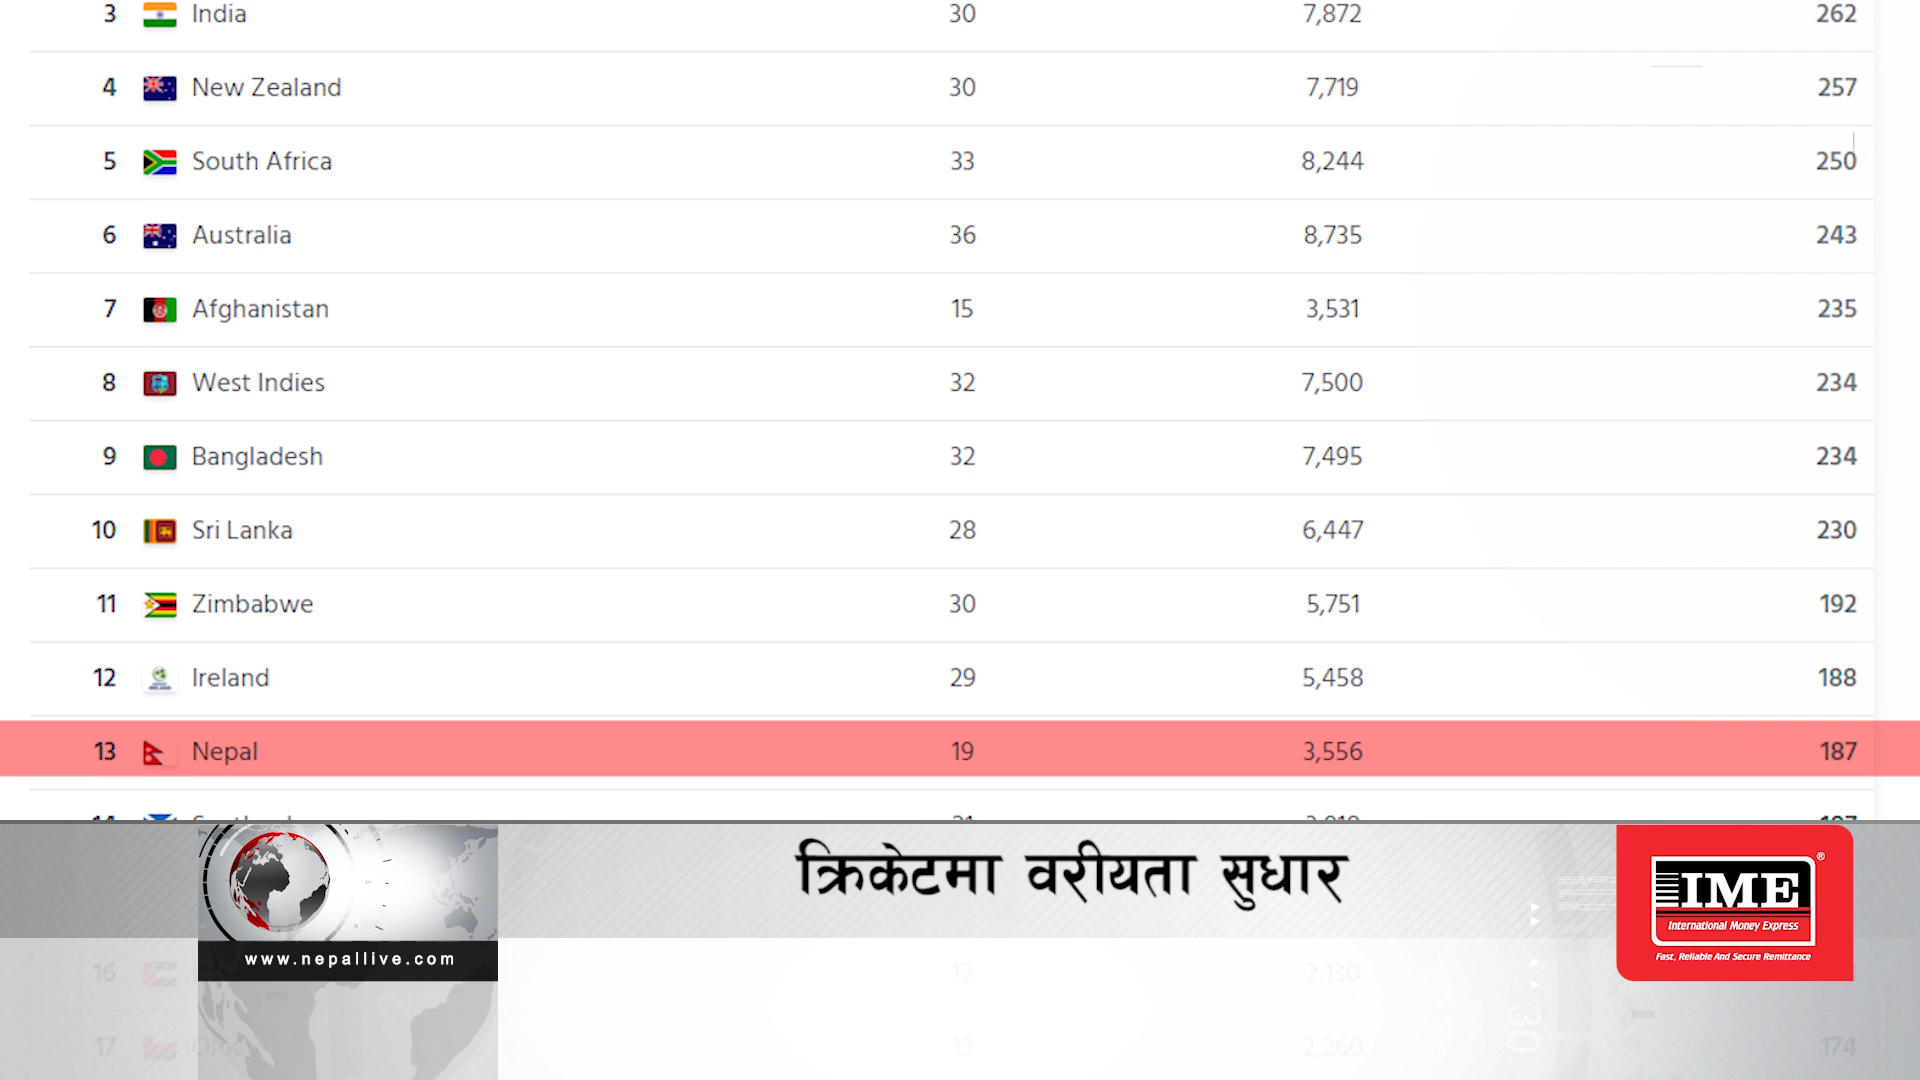 3 India 30 7,872 262
4 New Zealand 30 7,719 257
5 South Africa 33 8,244 250
6 Australia 36 8,735 243
7 Afghanistan 15 3,531 235
8 West Indies 32 7,500 234
9 Bangladesh 32 7,495 234
10 Sri Lanka 28 6,447 230
11 Zimbabwe 30 5,751 192
12 Ireland 29 5,458 188
13 Nepal 19 3,556 187
क्रिकेटमा वरीयता सुधार
www.nepallive.com
IME ®
International Money Express
Fast, Reliable And Secure Remittance
16 12 2,130
17 Oman 13 2,260 174
30